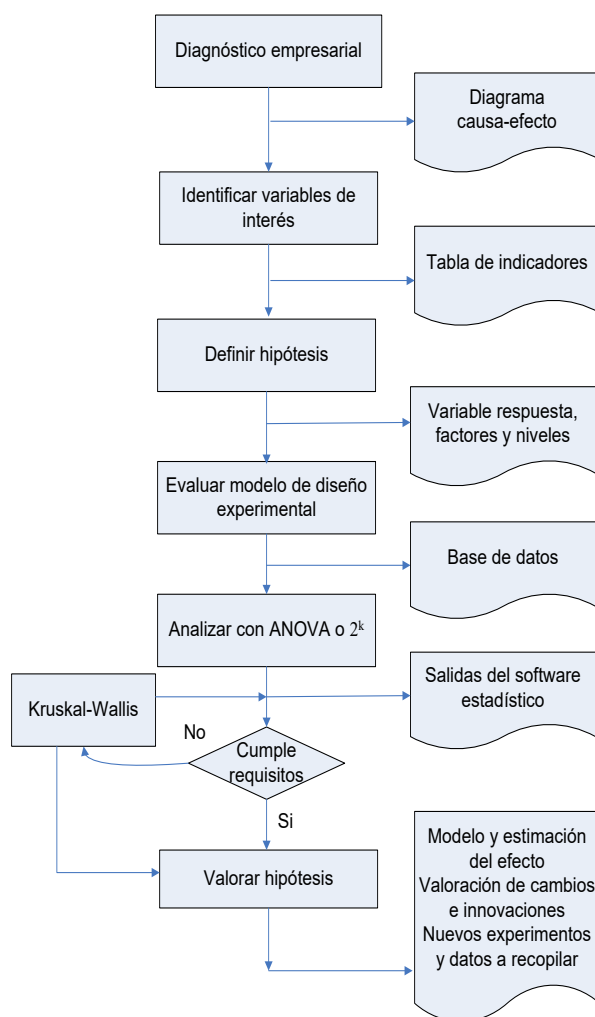 Diagnóstico empresarial
Diagrama
causa-efecto
Identificar variables de
interés
Tabla de indicadores
Definir hipótesis
Variable respuesta,
factores y niveles
Evaluar modelo de diseño
experimental
Base de datos
Analizar con ANOVA o 2ᵏ
Salidas del software
estadístico
Kruskal-Wallis
No
Cumple
requisitos
Si
Modelo y estimación
del efecto
Valoración de cambios
e innovaciones
Nuevos experimentos
y datos a recopilar
Valorar hipótesis